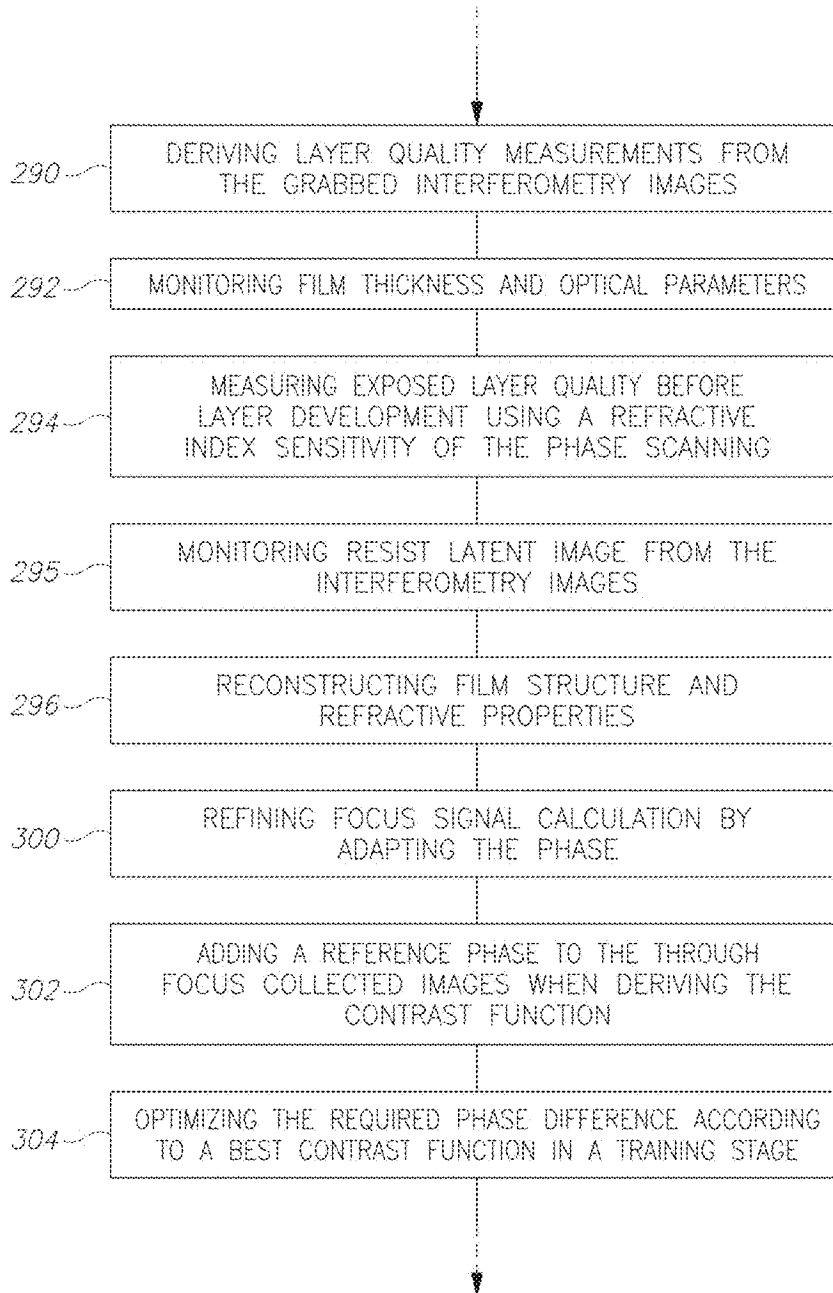 290
DERIVING LAYER QUALITY MEASUREMENTS FROM
THE GRABBED INTERFEROMETRY IMAGES
292
MONITORING FILM THICKNESS AND OPTICAL PARAMETERS
294
MEASURING EXPOSED LAYER QUALITY BEFORE
LAYER DEVELOPMENT USING A REFRACTIVE
INDEX SENSITIVITY OF THE PHASE SCANNING
295
MONITORING RESIST LATENT IMAGE FROM THE
INTERFEROMETRY IMAGES
296
RECONSTRUCTING FILM STRUCTURE AND
REFRACTIVE PROPERTIES
300
REFINING FOCUS SIGNAL CALCULATION BY
ADAPTING THE PHASE
302
ADDING A REFERENCE PHASE TO THE THROUGH
FOCUS COLLECTED IMAGES WHEN DERIVING THE
CONTRAST FUNCTION
304
OPTIMIZING THE REQUIRED PHASE DIFFERENCE ACCORDING
TO A BEST CONTRAST FUNCTION IN A TRAINING STAGE